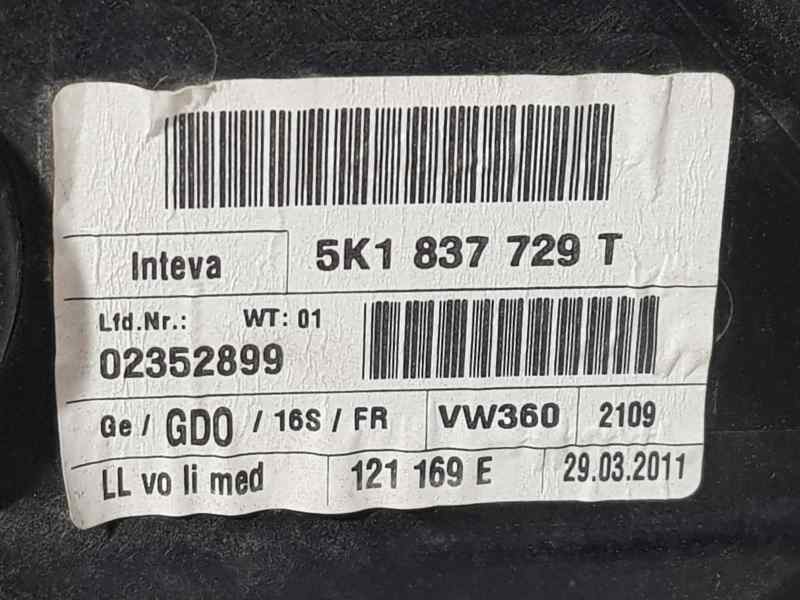 Inteva
5K1 837 729 T
Lfd.Nr.: WT: 01
02352899
Ge / GDO / 16S / FR
VW360
2109
LL vo li med
121 169 E
29.03.2011